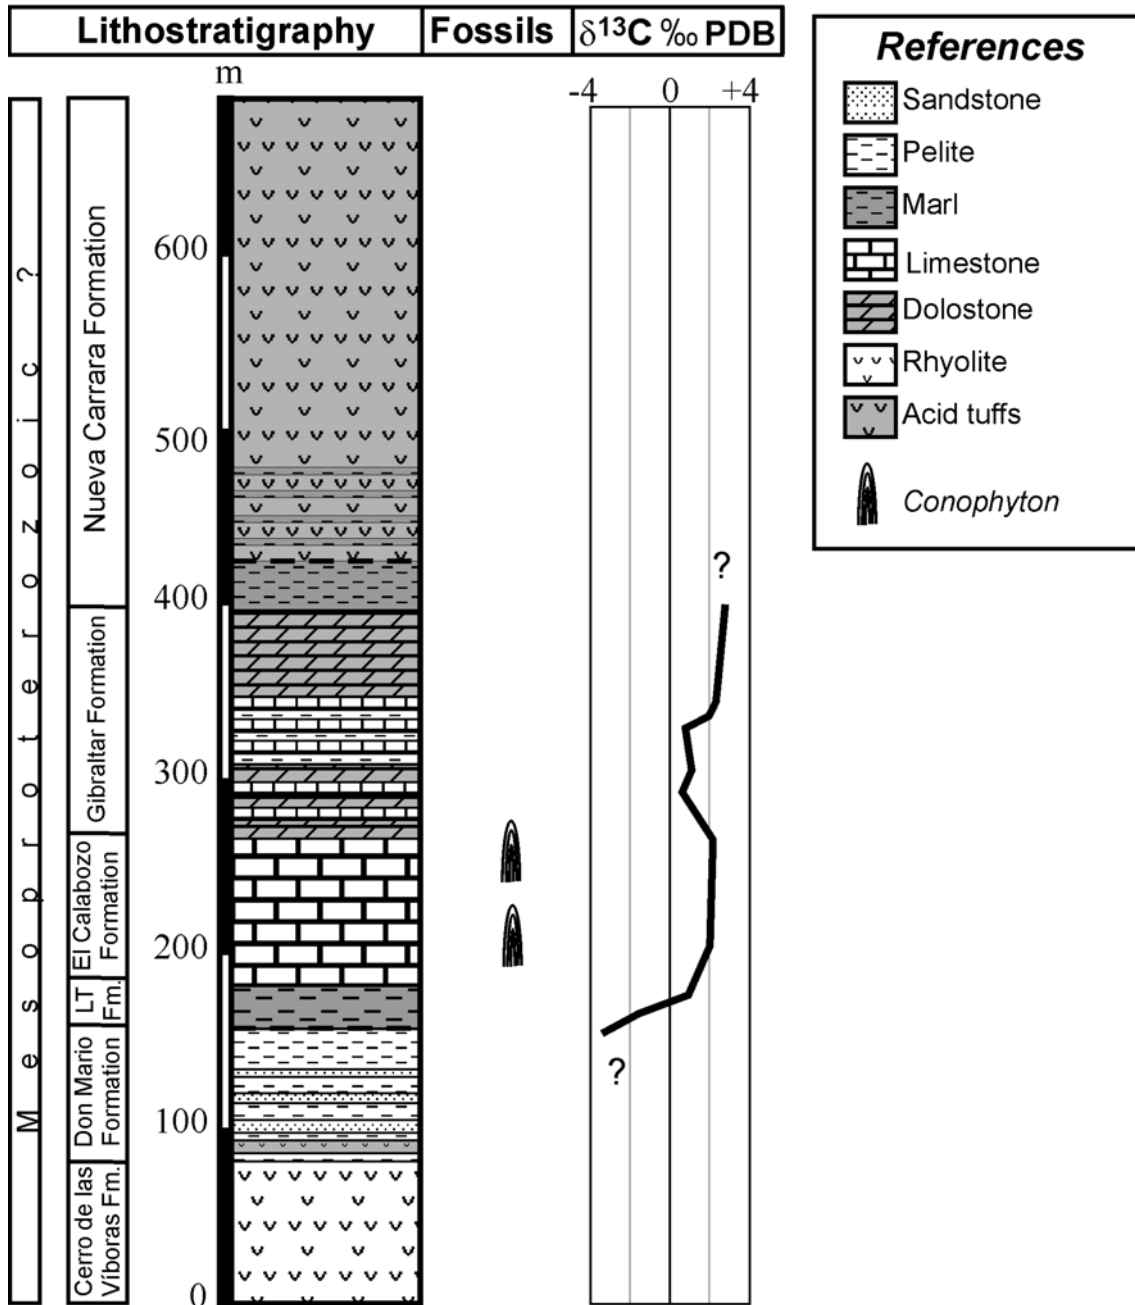 Lithostratigraphy
Fossils
δ13C ‰ PDB
m
-4 0 +4
Mesoproterozoic ?
Nueva Carrara Formation
Gibraltar Formation
El Calabozo
Formation
LT
Fm.
Don Mario
Formation
Cerro de las
Víboras Fm.
600
500
400
300
200
100
0
?
?
References
Sandstone
Pelite
Marl
Limestone
Dolostone
Rhyolite
Acid tuffs
Conophyton